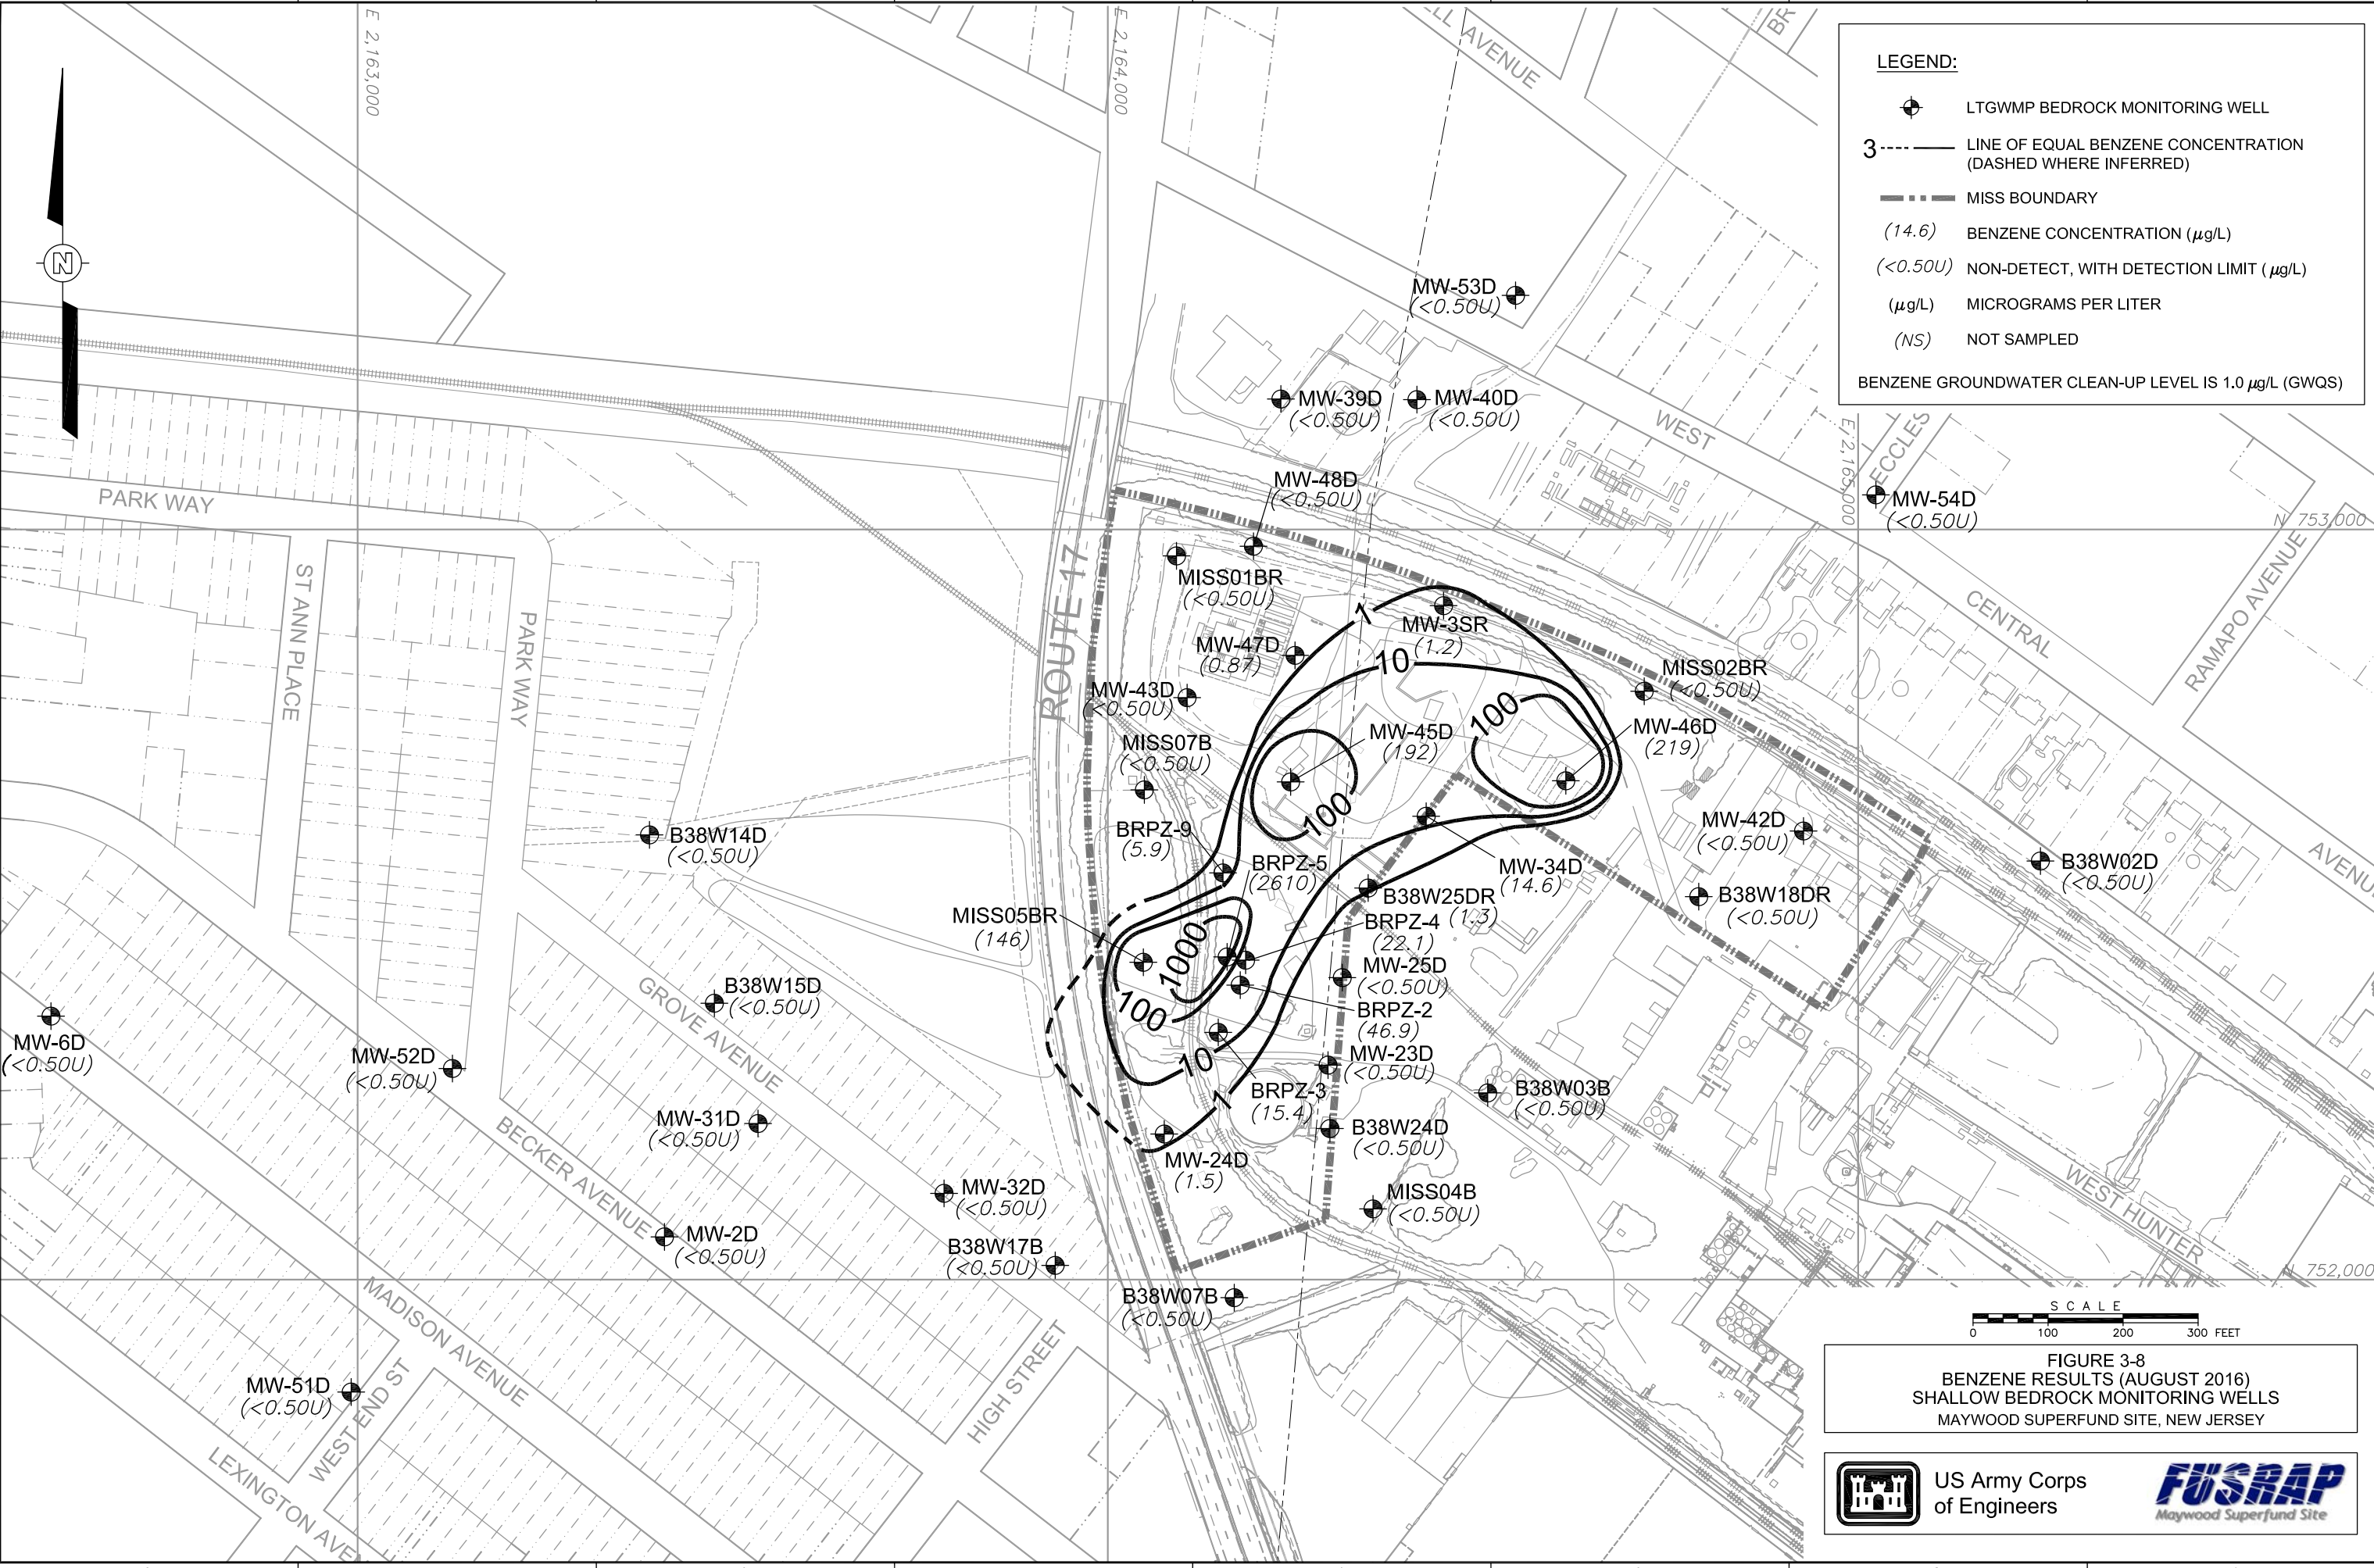 E 2,163,000
E 2,164,000
LL AVENUE
BR
LEGEND:
LTGWMP BEDROCK MONITORING WELL
3
LINE OF EQUAL BENZENE CONCENTRATION
(DASHED WHERE INFERRED)
MISS BOUNDARY
(14.6) BENZENE CONCENTRATION (µg/L)
(<0.50U) NON-DETECT, WITH DETECTION LIMIT (µg/L)
(µg/L) MICROGRAMS PER LITER
(NS) NOT SAMPLED
BENZENE GROUNDWATER CLEAN-UP LEVEL IS 1.0 µg/L (GWQS)
N
MW-53D
(<0.50U)
MW-39D
(<0.50U)
MW-40D
(<0.50U)
WEST
E 2,165,000
ECCLES
MW-48D
(<0.50U)
MW-54D
(<0.50U)
N 753,000
PARK WAY
ROUTE 17
MISS01BR
(<0.50U)
ST ANN PLACE
PARK WAY
CENTRAL
RAMAPO AVENUE
1
MW-3SR
(1.2)
MW-47D
(0.87)
10
MISS02BR
(<0.50U)
MW-43D
(<0.50U)
100
MW-45D
(192)
MW-46D
(219)
MISS07B
(<0.50U)
100
B38W14D
(<0.50U)
BRPZ-9
(5.9)
MW-42D
(<0.50U)
AVENU
BRPZ-5
(2610)
MW-34D
(14.6)
B38W02D
(<0.50U)
B38W25DR
(1.3)
B38W18DR
(<0.50U)
MISS05BR
(146)
BRPZ-4
(22.1)
1000
MW-25D
(<0.50U)
B38W15D
(<0.50U)
GROVE AVENUE
100
BRPZ-2
(46.9)
MW-6D
(<0.50U)
MW-52D
(<0.50U)
10
MW-23D
(<0.50U)
BRPZ-3
(15.4)
1
B38W03B
(<0.50U)
MW-31D
(<0.50U)
BECKER AVENUE
B38W24D
(<0.50U)
MW-24D
(1.5)
MW-32D
(<0.50U)
MISS04B
(<0.50U)
WEST HUNTER
MW-2D
(<0.50U)
B38W17B
(<0.50U)
N 752,000
MADISON AVENUE
B38W07B
(<0.50U)
SCALE
0 100 200 300 FEET
HIGH STREET
MW-51D
(<0.50U)
WEST END ST
LEXINGTON AVE
FIGURE 3-8
BENZENE RESULTS (AUGUST 2016)
SHALLOW BEDROCK MONITORING WELLS
MAYWOOD SUPERFUND SITE, NEW JERSEY
US Army Corps
of Engineers
FUSRAP
Maywood Superfund Site